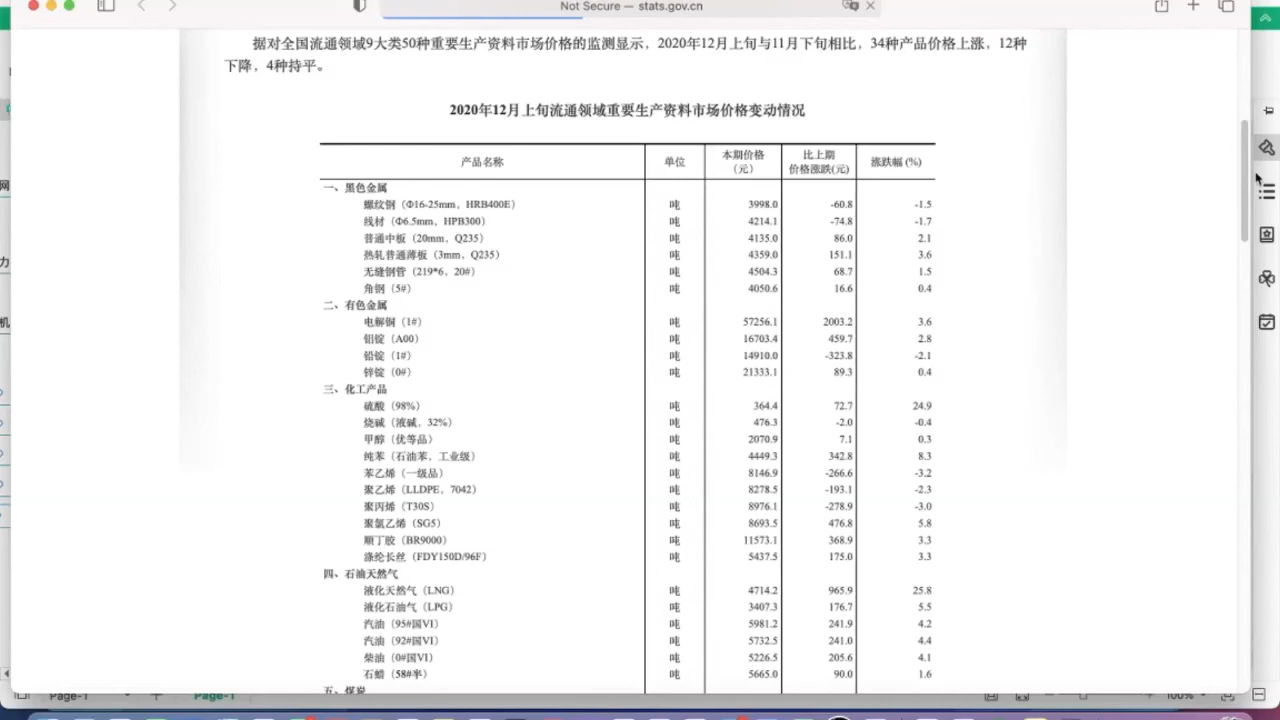 Not Secure — stats.gov.cn
据对全国流通领域9大类50种重要生产资料市场价格的监测显示，2020年12月上旬与11月下旬相比，34种产品价格上涨，12种
下降，4种持平。
2020年12月上旬流通领域重要生产资料市场价格变动情况
产品名称 单位 本期价格（元） 比上期价格涨跌(元) 涨跌幅 (%)
一、黑色金属
螺纹钢（Φ16-25mm，HRB400E） 吨 3998.0 -60.8 -1.5
线材（Φ6.5mm，HPB300） 吨 4214.1 -74.8 -1.7
普通中板（20mm，Q235） 吨 4135.0 86.0 2.1
热轧普通薄板（3mm，Q235） 吨 4359.0 151.1 3.6
无缝钢管（219*6，20#） 吨 4504.3 68.7 1.5
角钢（5#） 吨 4050.6 16.6 0.4
二、有色金属
电解铜（1#） 吨 57256.1 2003.2 3.6
铝锭（A00） 吨 16703.4 459.7 2.8
铅锭（1#） 吨 14910.0 -323.8 -2.1
锌锭（0#） 吨 21333.1 89.3 0.4
三、化工产品
硫酸（98%） 吨 364.4 72.7 24.9
烧碱（液碱，32%） 吨 476.3 -2.0 -0.4
甲醇（优等品） 吨 2070.9 7.1 0.3
纯苯（石油苯，工业级） 吨 4449.3 342.8 8.3
苯乙烯（一级品） 吨 8146.9 -266.6 -3.2
聚乙烯（LLDPE，7042） 吨 8278.5 -193.1 -2.3
聚丙烯（T30S） 吨 8976.1 -278.9 -3.0
聚氯乙烯（SG5） 吨 8693.5 476.8 5.8
顺丁胶（BR9000） 吨 11573.1 368.9 3.3
涤纶长丝（FDY150D/96F） 吨 5437.5 175.0 3.3
四、石油天然气
液化天然气（LNG） 吨 4714.2 965.9 25.8
液化石油气（LPG） 吨 3407.3 176.7 5.5
汽油（95#国VI） 吨 5981.2 241.9 4.2
汽油（92#国VI） 吨 5732.5 241.0 4.4
柴油（0#国VI） 吨 5226.5 205.6 4.1
石蜡（58#半） 吨 5665.0 90.0 1.6
五、煤炭
Page-1 Page-1 100%